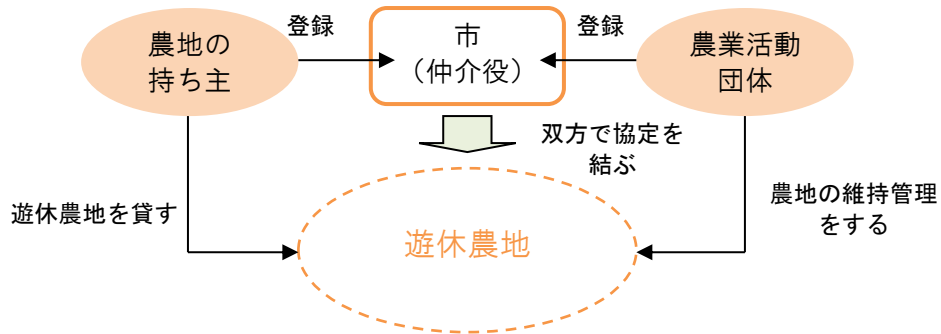 登録
登録
農地の
持ち主
市
（仲介役）
農業活動
団体
双方で協定を
結ぶ
遊休農地を貸す
農地の維持管理
をする
遊休農地